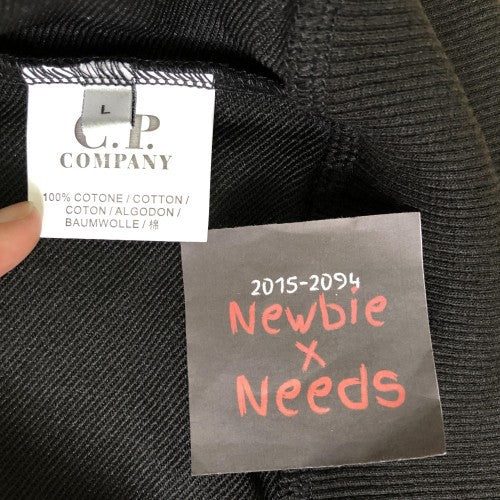 L
C.P.
COMPANY
100% COTONE / COTTON /
COTON / ALGODON /
BAUMWOLLE / 棉
2015-2094
Newbie
x
Needs